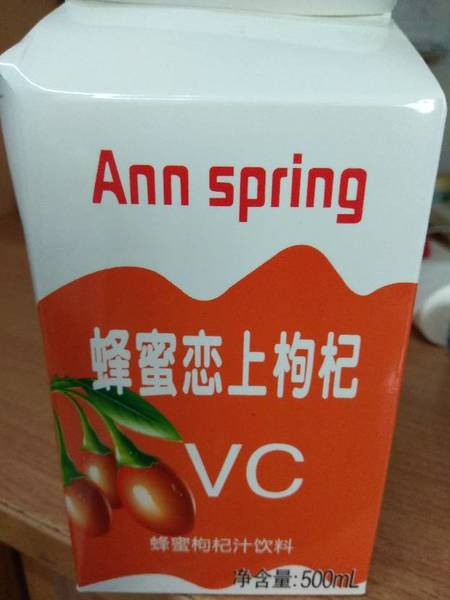 Ann spring
蜂蜜恋上枸杞
VC
蜂蜜枸杞汁饮料
净含量:500mL